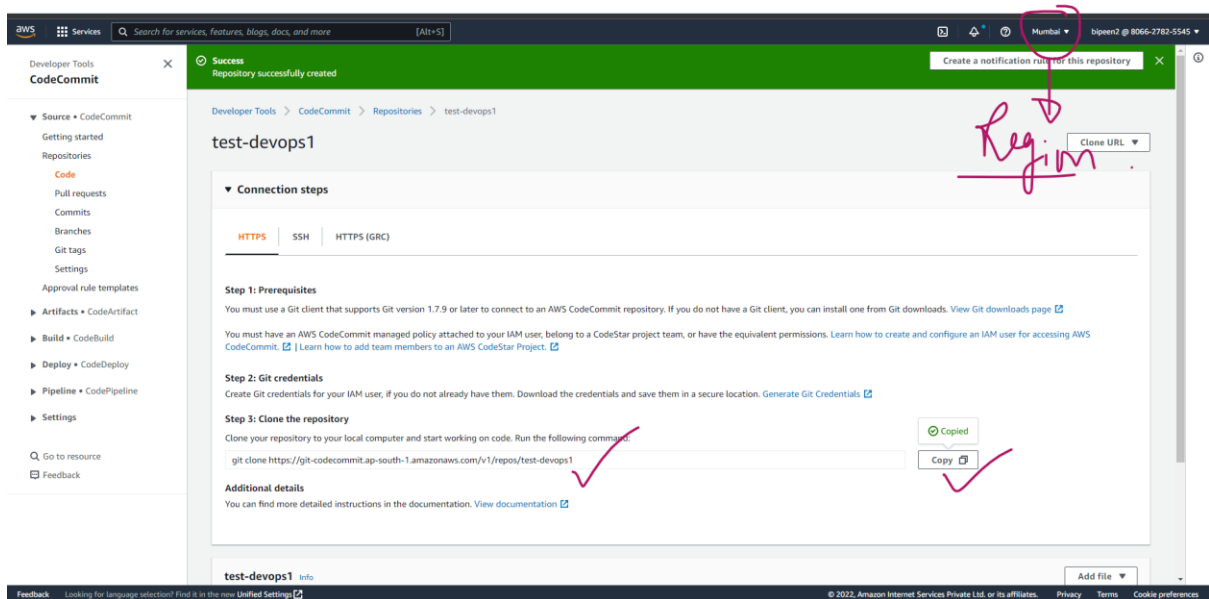 aws Services Search for services, features, blogs, docs, and more [Alt+S] Mumbai ▼ bipeen2 @ 8066-2782-5545 ▼
Developer Tools
CodeCommit
Source • CodeCommit
Getting started
Repositories
Code
Pull requests
Commits
Branches
Git tags
Settings
Approval rule templates
Artifacts • CodeArtifact
Build • CodeBuild
Deploy • CodeDeploy
Pipeline • CodePipeline
Settings
Go to resource
Feedback
Success
Repository successfully created
Create a notification rule for this repository
Developer Tools > CodeCommit > Repositories > test-devops1
test-devops1
Clone URL ▼
Region
Connection steps
HTTPS SSH HTTPS (GRC)
Step 1: Prerequisites
You must use a Git client that supports Git version 1.7.9 or later to connect to an AWS CodeCommit repository. If you do not have a Git client, you can install one from Git downloads. View Git downloads page
You must have an AWS CodeCommit managed policy attached to your IAM user, belong to a CodeStar project team, or have the equivalent permissions. Learn how to create and configure an IAM user for accessing AWS
CodeCommit. | Learn how to add team members to an AWS CodeStar Project.
Step 2: Git credentials
Create Git credentials for your IAM user, if you do not already have them. Download the credentials and save them in a secure location. Generate Git Credentials
Step 3: Clone the repository
Clone your repository to your local computer and start working on code. Run the following command:
Copied
git clone https://git-codecommit.ap-south-1.amazonaws.com/v1/repos/test-devops1
Copy
Additional details
You can find more detailed instructions in the documentation. View documentation
test-devops1 Info
Add file ▼
Feedback Looking for language selection? Find it in the new Unified Settings © 2022, Amazon Internet Services Private Ltd. or its affiliates. Privacy Terms Cookie preferences